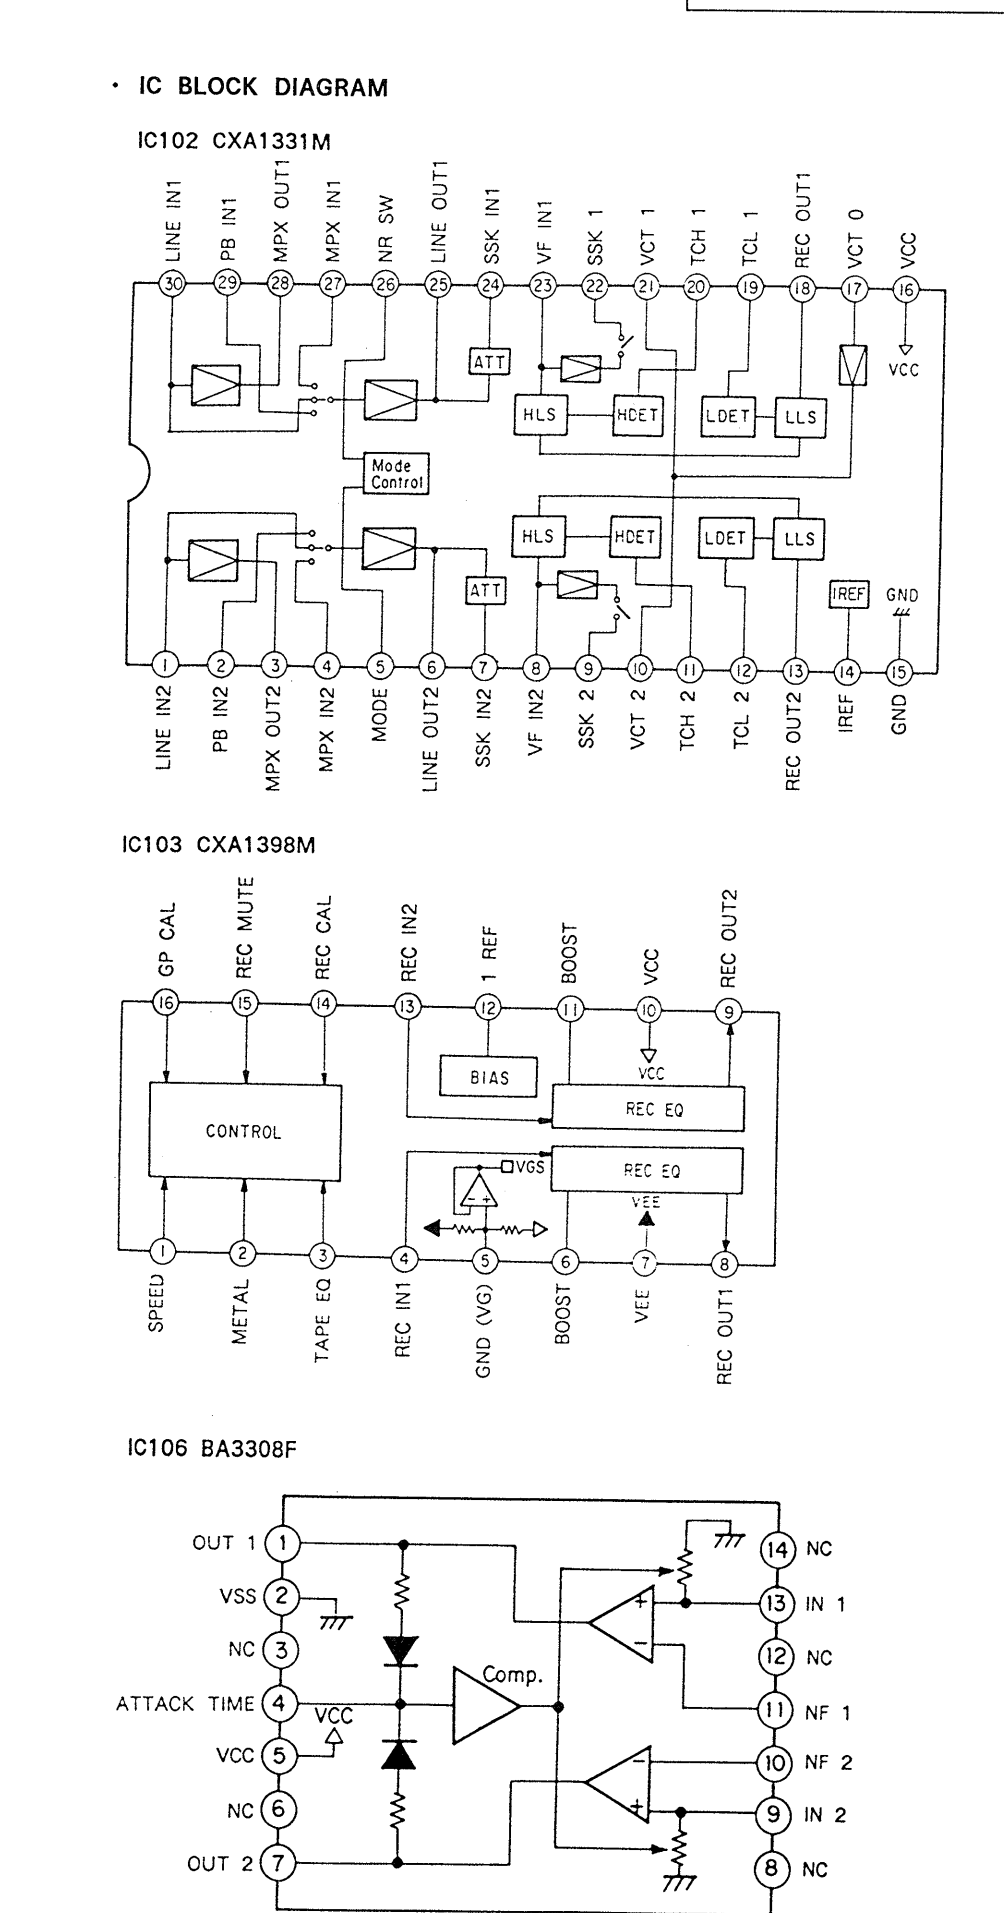 • IC BLOCK DIAGRAM
IC102 CXA1331M
LINE IN1
PB IN1
MPX OUT1
MPX IN1
NR SW
LINE OUT1
SSK IN1
VF IN1
SSK 1
VCT 1
TCH 1
TCL 1
REC OUT1
VCT 0
VCC
30 29 28 27 26 25 24 23 22 21 20 19 18 17 16
ATT
VCC
HLS HDET LDET LLS
Mode
Control
HLS HDET LDET LLS
ATT
IREF GND
1 2 3 4 5 6 7 8 9 10 11 12 13 14 15
LINE IN2
PB IN2
MPX OUT2
MPX IN2
MODE
LINE OUT2
SSK IN2
VF IN2
SSK 2
VCT 2
TCH 2
TCL 2
REC OUT2
IREF
GND
IC103 CXA1398M
GP CAL
REC MUTE
REC CAL
REC IN2
1 REF
BOOST
VCC
REC OUT2
16 15 14 13 12 11 10 9
BIAS
VCC
REC EQ
CONTROL
VGS
REC EQ
- +
VEE
1 2 3 4 5 6 7 8
SPEED
METAL
TAPE EQ
REC IN1
GND (VG)
BOOST
VEE
REC OUT1
IC106 BA3308F
OUT 1 1
14 NC
VSS 2
+
13 IN 1
NC 3
-
12 NC
Comp.
ATTACK TIME 4
11 NF 1
VCC
VCC 5
-
10 NF 2
NC 6
+
9 IN 2
OUT 2 7
8 NC